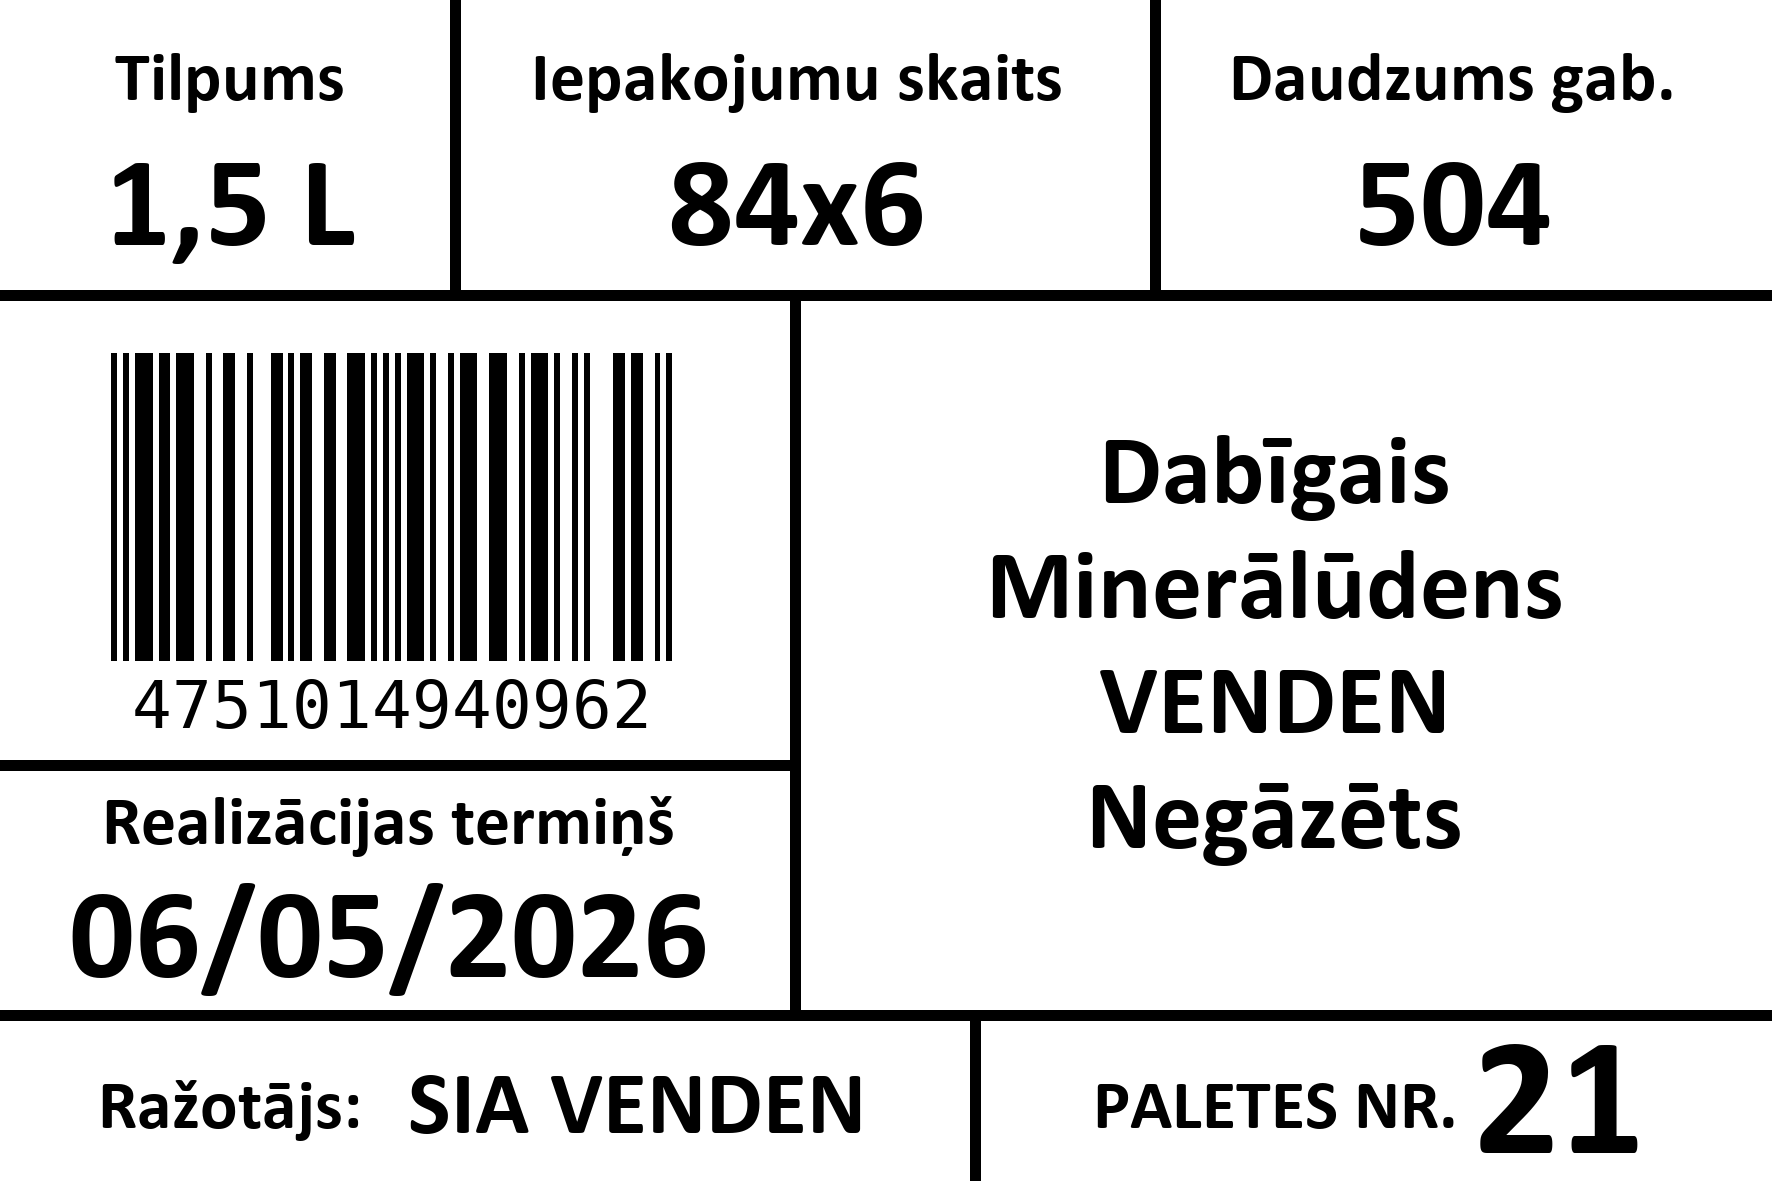 Tilpums
1,5 L
Iepakojumu skaits
84x6
Daudzums gab.
504
4751014940962
Dabīgais
Minerālūdens
VENDEN
Negāzēts
Realizācijas termiņš
06/05/2026
Ražotājs: SIA VENDEN
PALETES NR. 21